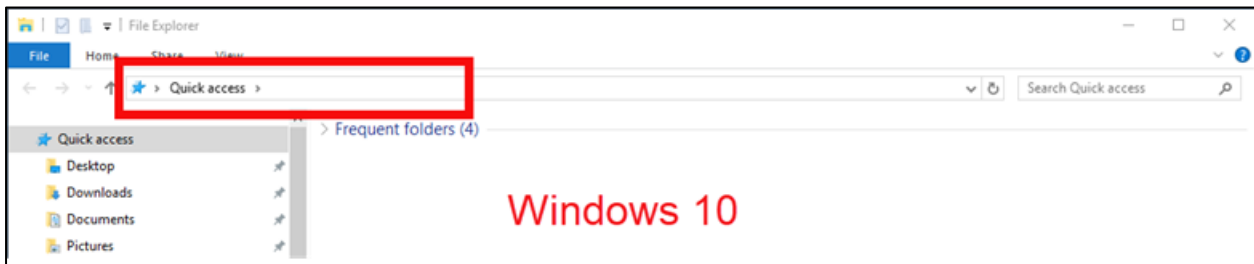 File Explorer
File Home Share View
Quick access
Search Quick access
Quick access
Frequent folders (4)
Desktop
Downloads
Documents
Pictures
Windows 10